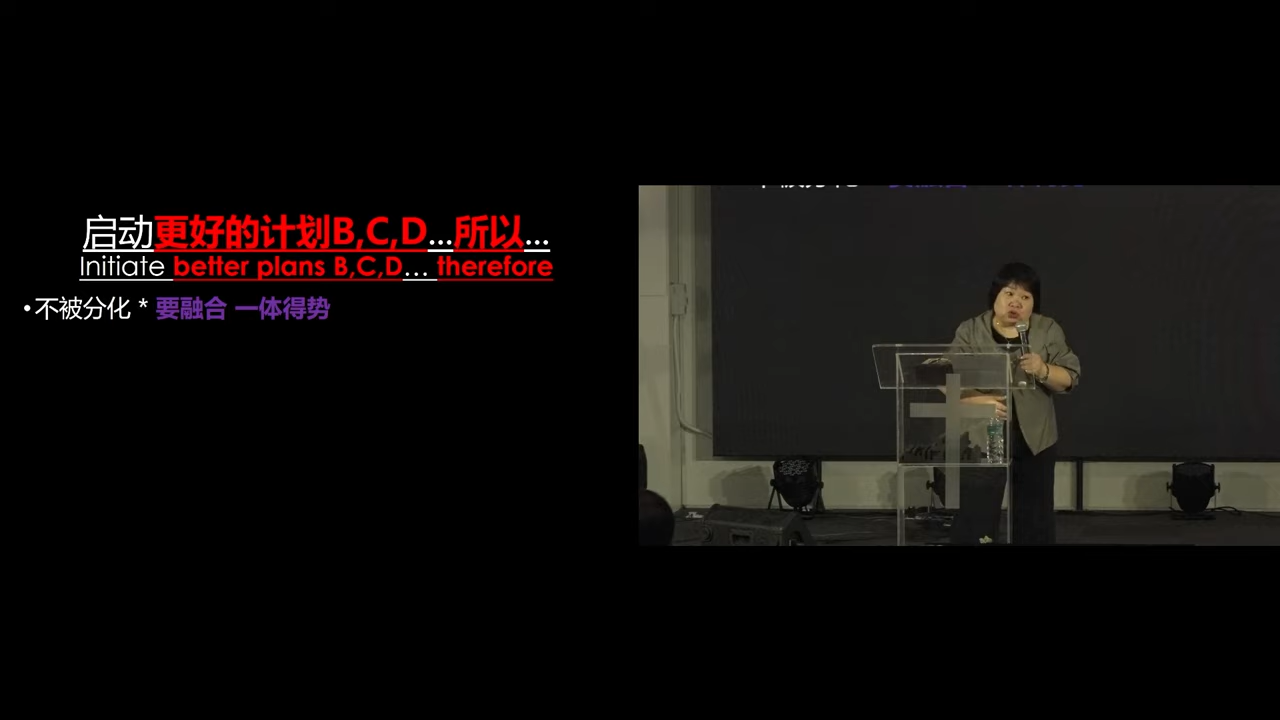 启动更好的计划B,C,D...所以...
Initiate better plans B,C,D... therefore
•不被分化 * 要融合 一体得势